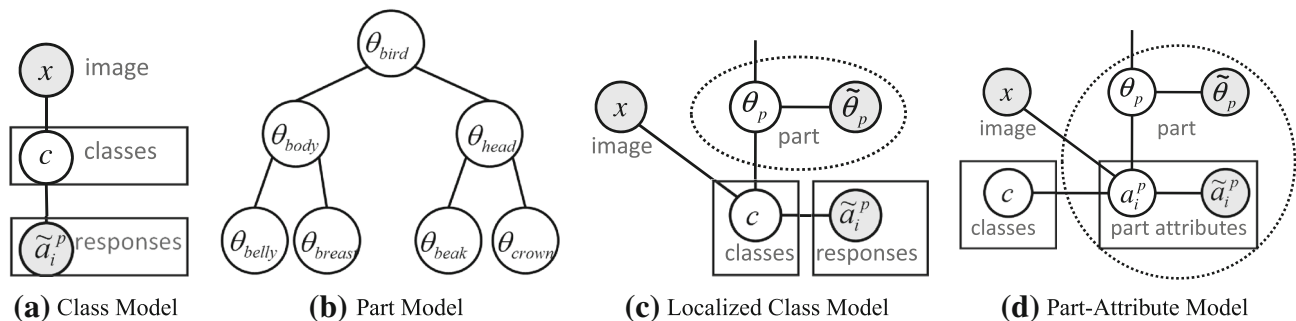 x image
c classes
ã_i^p responses
(a) Class Model
θ_bird
θ_body θ_head
θ_belly θ_breast θ_beak θ_crown
(b) Part Model
x
image
θ_p θ̃_p
part
c ã_i^p
classes responses
(c) Localized Class Model
x
image
θ_p θ̃_p
part
c a_i^p ã_i^p
classes part attributes
(d) Part-Attribute Model